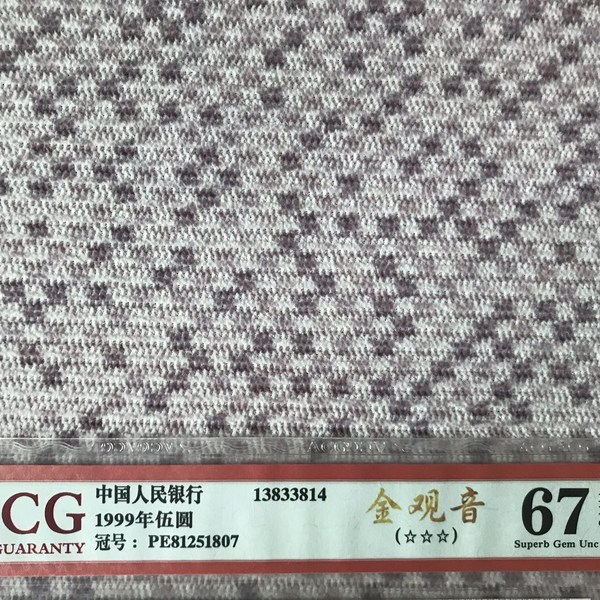 CG
GUARANTY
中国人民银行
1999年伍圆
冠号：PE81251807
13833814
金观音
(☆☆☆)
67
Superb Gem Unc